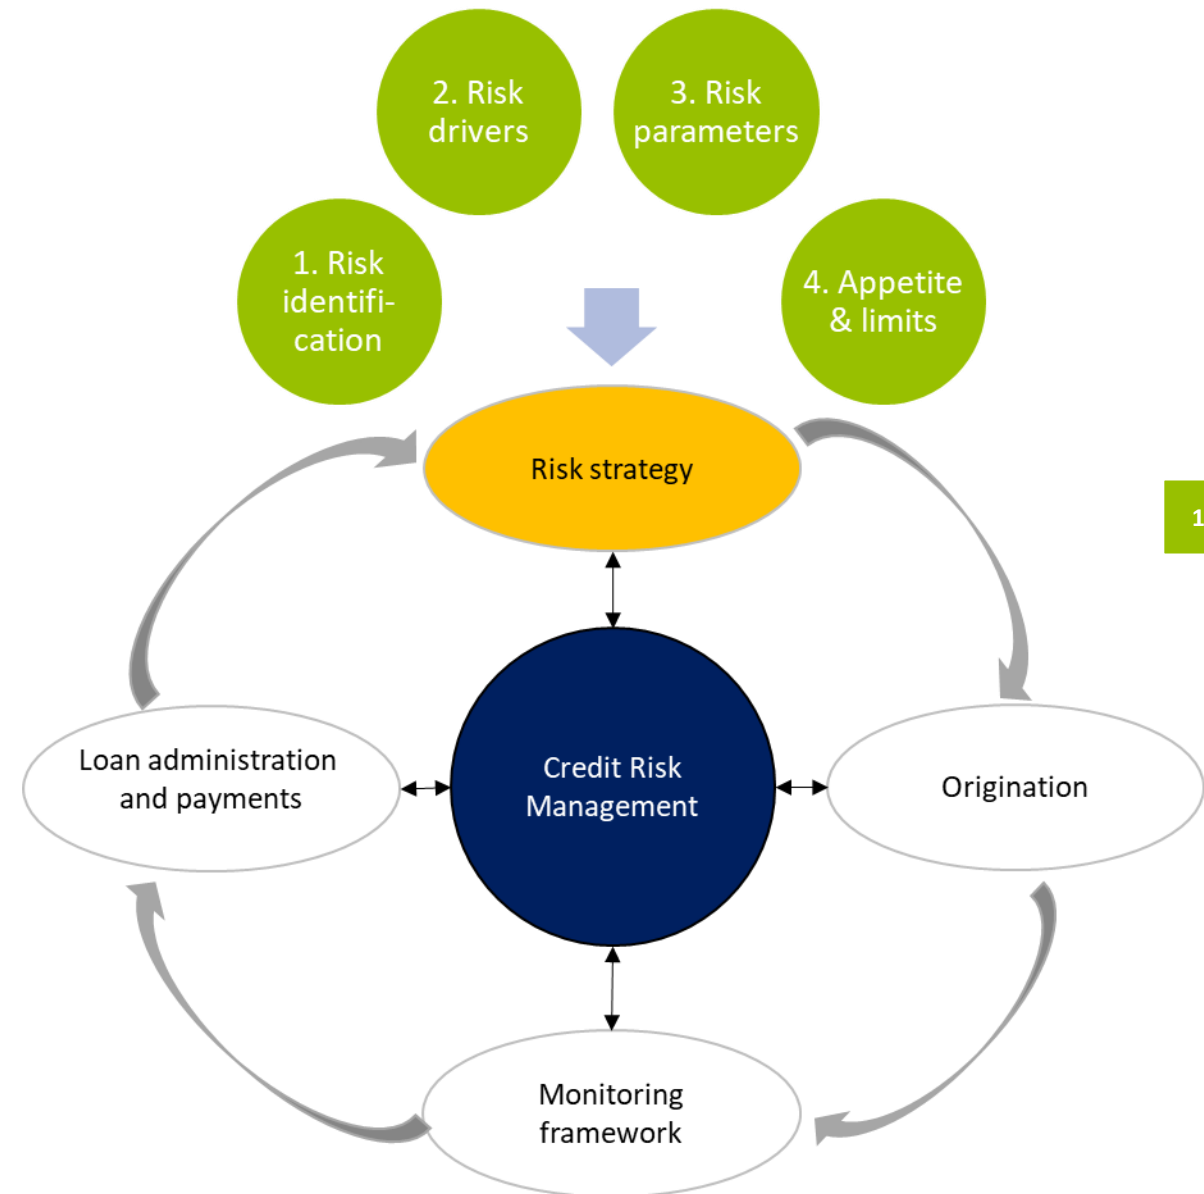 2. Risk
drivers
3. Risk
parameters
1. Risk
identifi-
cation
4. Appetite
& limits
Risk strategy
1
Loan administration
and payments
Credit Risk
Management
Origination
Monitoring
framework